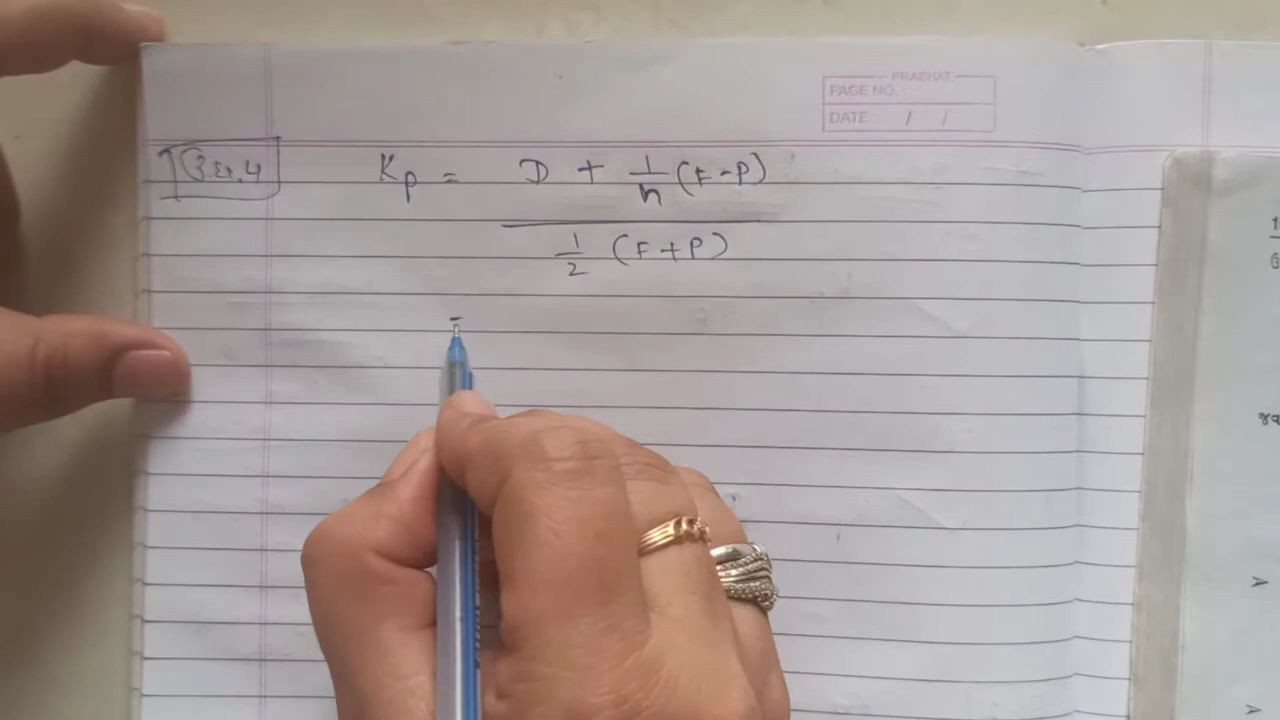 PRABHAT
PAGE NO. :
DATE : / /
Kp = D + 1/n (F-P)
1/2 (F+P)
=